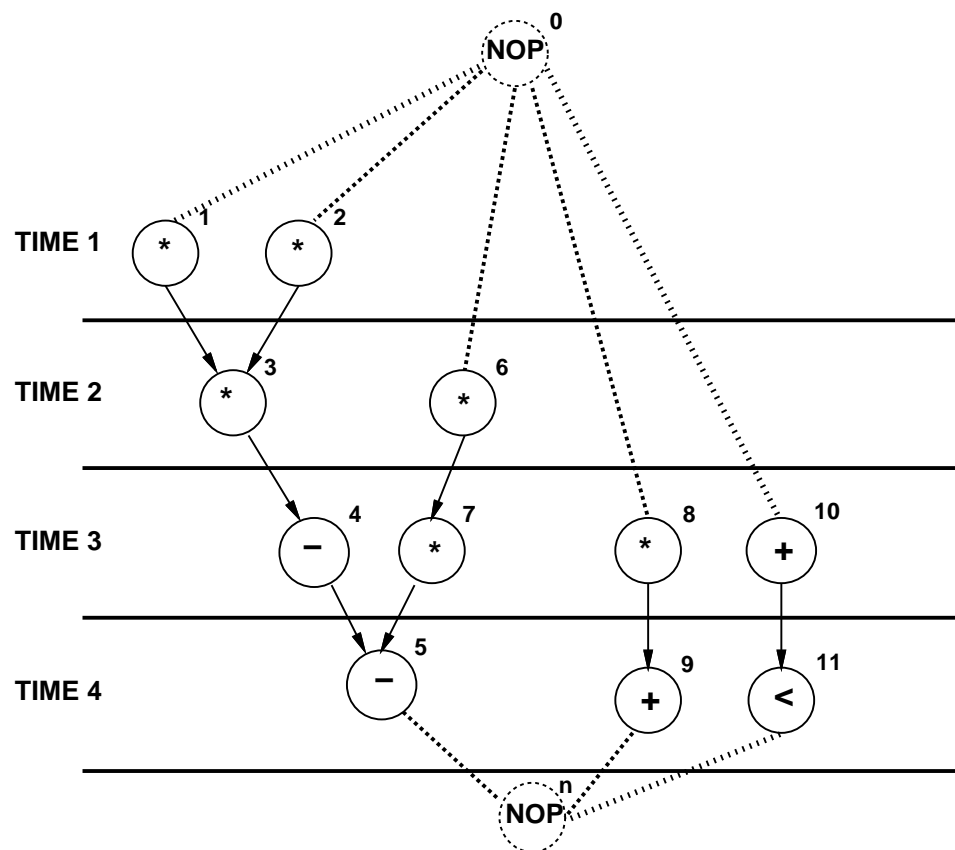 0
NOP
TIME 1
* 1
* 2
TIME 2
* 3
* 6
TIME 3
− 4
* 7
* 8
+ 10
TIME 4
− 5
+ 9
< 11
NOP n